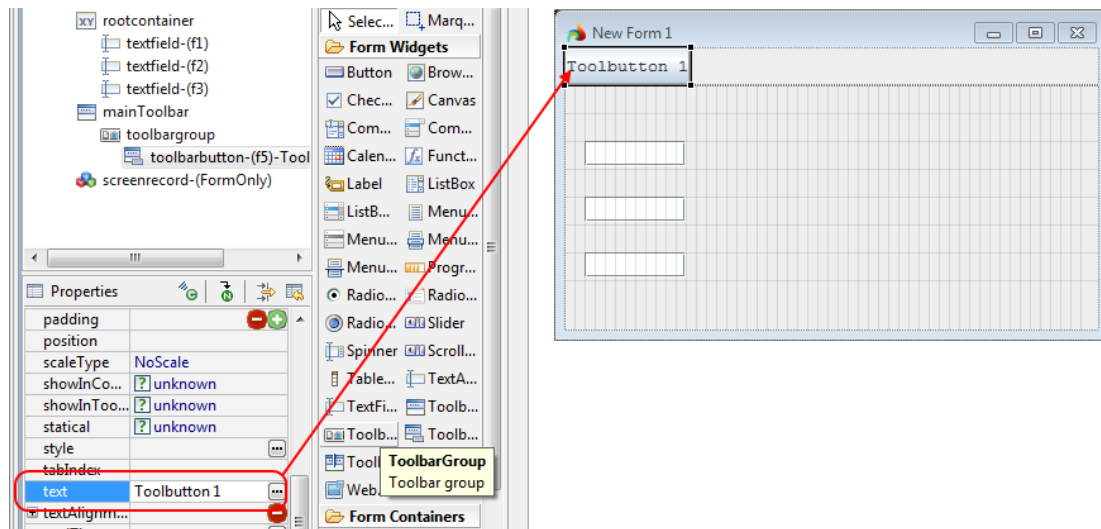 rootcontainer
textfield-(f1)
textfield-(f2)
textfield-(f3)
mainToolbar
toolbargroup
toolbarbutton-(f5)-Tool
screenrecord-(FormOnly)
Properties
padding
position
scaleType NoScale
showInCo... ? unknown
showInToo... ? unknown
statical ? unknown
style
tabIndex
text Toolbutton 1
textAlignm...
Selec... Marq...
Form Widgets
Button Brow...
Chec... Canvas
Com... Com...
Calen... Funct...
Label ListBox
ListB... Menu...
Menu... Menu...
Menu... Progr...
Radio... Radio...
Radio... Slider
Spinner Scroll...
Table... TextA...
TextFi... Toolb...
Toolb... Toolb...
Tooll
ToolbarGroup
Toolbar group
Web.
Form Containers
New Form 1
Toolbutton 1